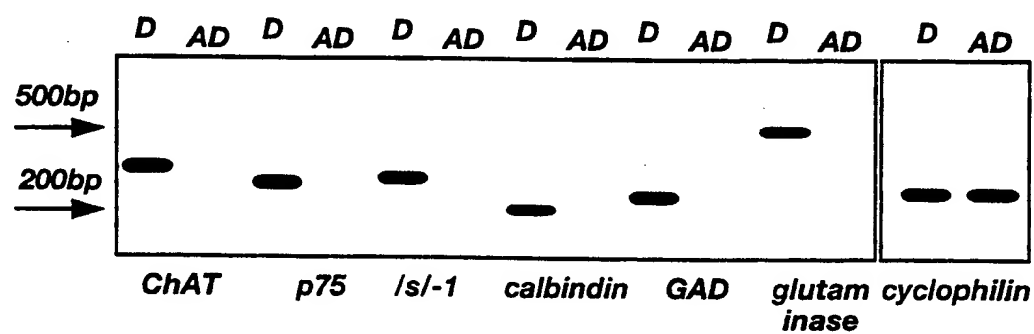 D AD D AD D AD D AD D AD D AD D AD
500bp
200bp
ChAT p75 /s/-1 calbindin GAD glutam cyclophilin
inase